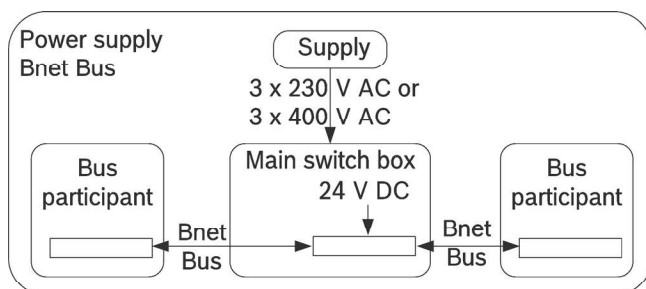 Power supply
Bnet Bus
Supply
3 x 230 V AC or
3 x 400 V AC
Bus
participant
Main switch box
24 V DC
Bus
participant
Bnet
Bus
Bnet
Bus